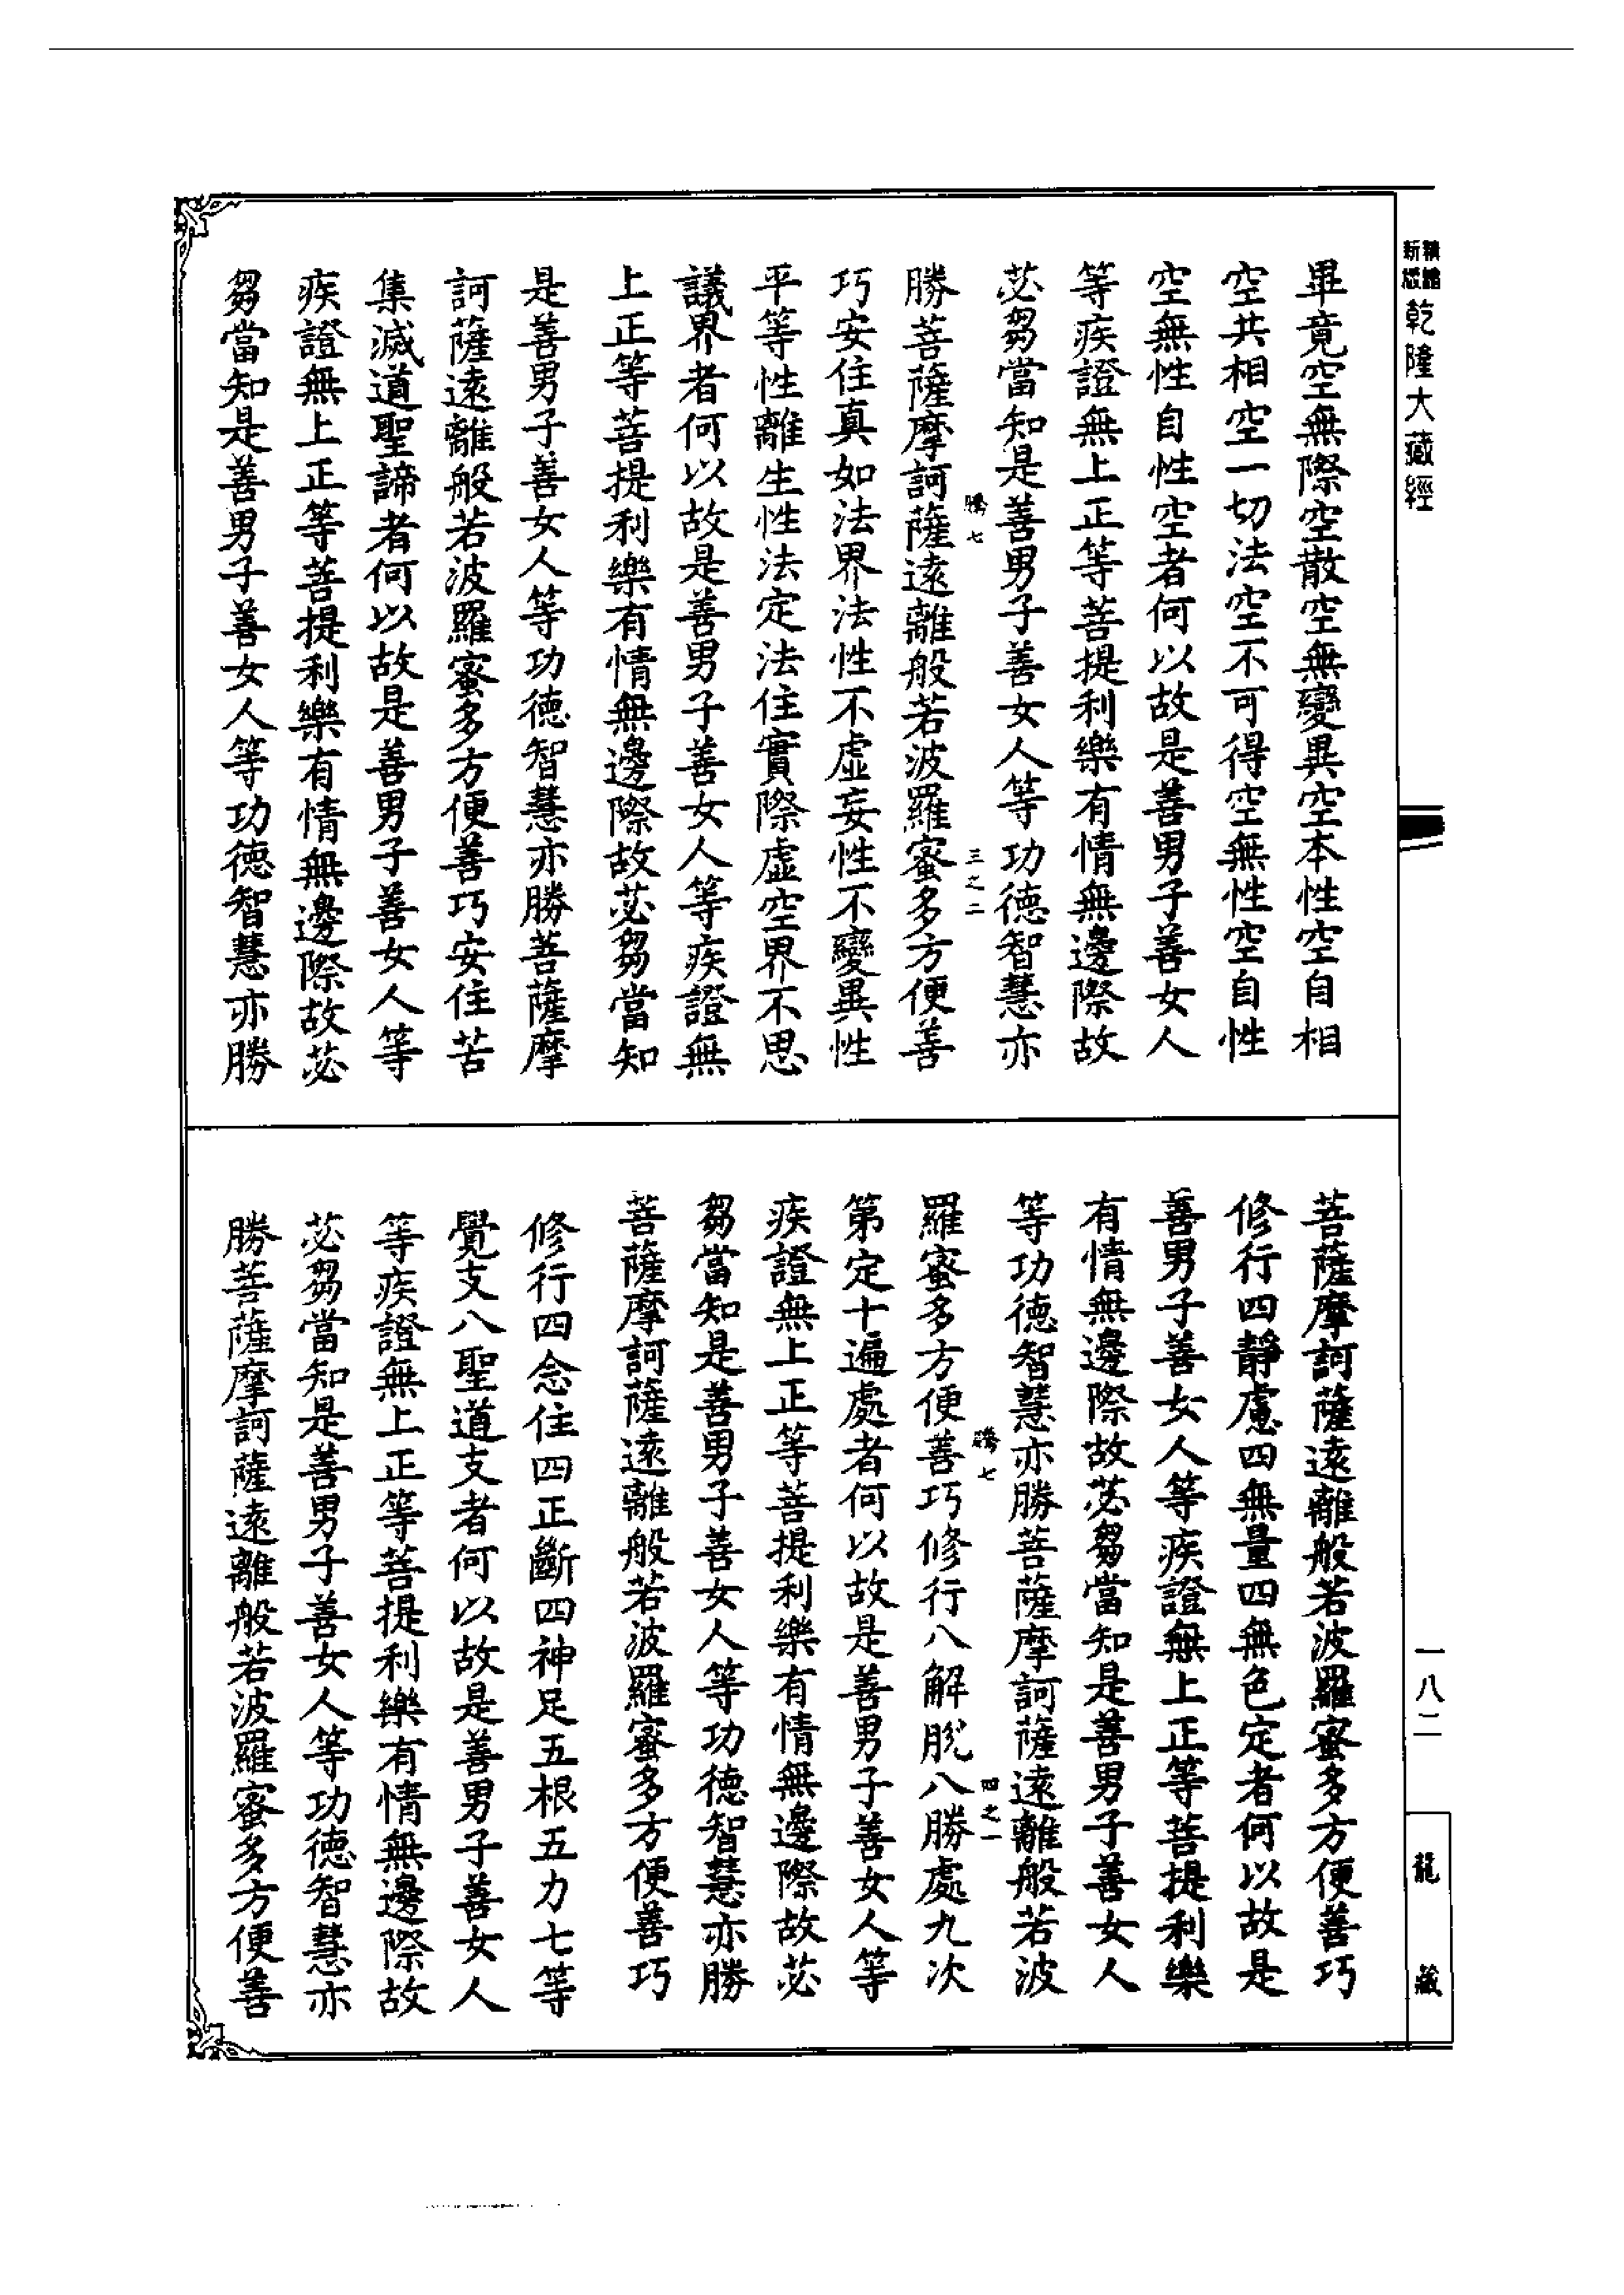 乾隆大藏經
畢竟空無際空散空無變異空本性空自相
空共相空一切法空不可得空無性空自性
空無性自性空者何以故是善男子善女人
等疾證無上正等菩提利樂有情無邊際故
苾芻當知是善男子善女人等功德智慧亦
騰七 三之二
勝菩薩摩訶薩遠離般若波羅蜜多方便善
巧安住真如法界法性不虛妄性不變異性
平等性離生性法定法住實際虛空界不思
議界者何以故是善男子善女人等疾證無
上正等菩提利樂有情無邊際故苾芻當知
是善男子善女人等功德智慧亦勝菩薩摩
訶薩遠離般若波羅蜜多方便善巧安住苦
集滅道聖諦者何以故是善男子善女人等
疾證無上正等菩提利樂有情無邊際故苾
芻當知是善男子善女人等功德智慧亦勝
菩薩摩訶薩遠離般若波羅蜜多方便善巧
修行四靜慮四無量四無色定者何以故是
善男子善女人等疾證無上正等菩提利樂
有情無邊際故苾芻當知是善男子善女人
等功德智慧亦勝菩薩摩訶薩遠離般若波
騰七 四之一
羅蜜多方便善巧修行八解脫八勝處九次
第定十遍處者何以故是善男子善女人等
疾證無上正等菩提利樂有情無邊際故苾
芻當知是善男子善女人等功德智慧亦勝
菩薩摩訶薩遠離般若波羅蜜多方便善巧
修行四念住四正斷四神足五根五力七等
覺支八聖道支者何以故是善男子善女人
等疾證無上正等菩提利樂有情無邊際故
苾芻當知是善男子善女人等功德智慧亦
勝菩薩摩訶薩遠離般若波羅蜜多方便善
一八二
龍藏